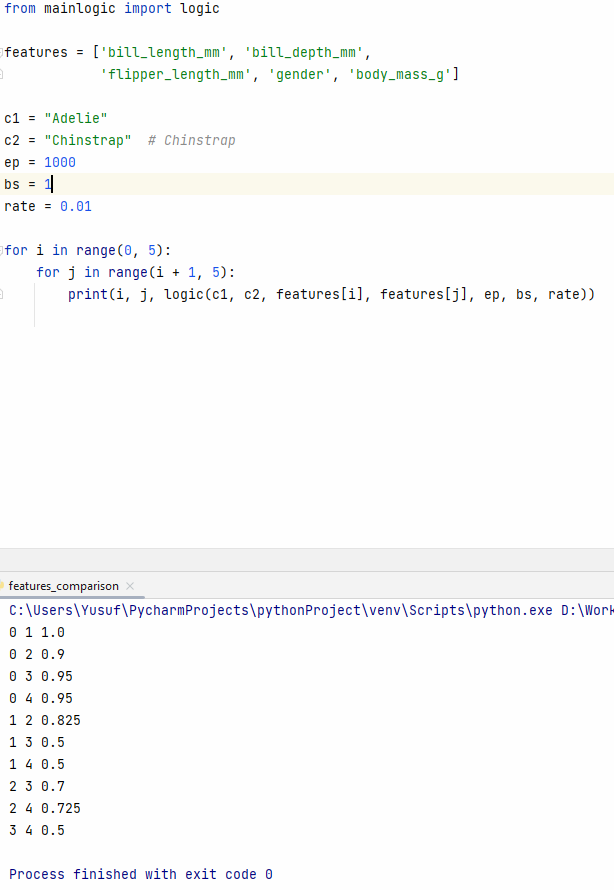 from mainlogic import logic
features = ['bill_length_mm', 'bill_depth_mm',
'flipper_length_mm', 'gender', 'body_mass_g']
c1 = "Adelie"
c2 = "Chinstrap"  # Chinstrap
ep = 1000
bs = 1
rate = 0.01
for i in range(0, 5):
for j in range(i + 1, 5):
print(i, j, logic(c1, c2, features[i], features[j], ep, bs, rate))
features_comparison ×
C:\Users\Yusuf\PycharmProjects\pythonProject\venv\Scripts\python.exe D:\Work
0 1 1.0
0 2 0.9
0 3 0.95
0 4 0.95
1 2 0.825
1 3 0.5
1 4 0.5
2 3 0.7
2 4 0.725
3 4 0.5
Process finished with exit code 0